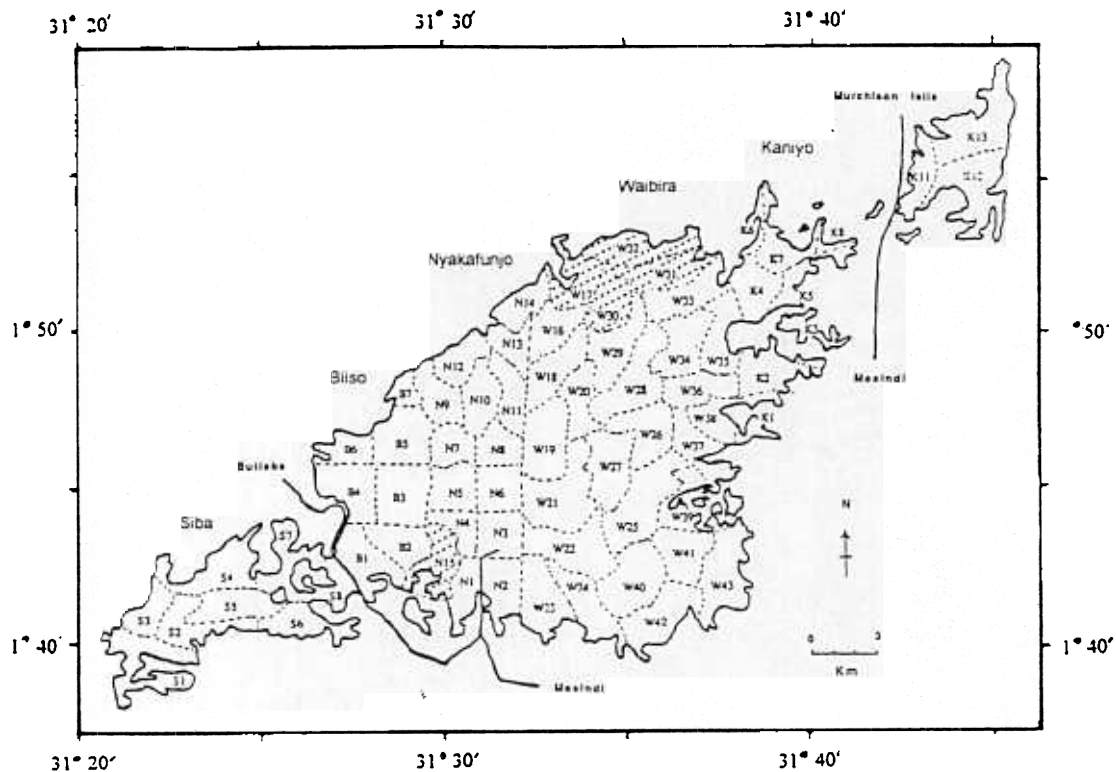 31° 20′
31° 30′
31° 40′
Murchison falls
Kaniyo
K13
K11
K12
Waibira
K6
K8
W32
K7
Nyakafunjo
W31
W17
K4
K5
N14
W33
1° 50′
W30
1° 50′
W16
N13
W29
W34
W35
N12
Masindi
W18
K2
Biiso
B7
N10
W20
W28
W36
N9
N11
K1
W38
W26
B6
B5
N7
N8
W19
W37
W27
Buliska
B4
B3
N5
N6
W21
W39
N
Siba
N4
W25
S7
N3
B2
W22
W41
B1
N15
S4
N1
N2
W24
W40
W43
S5
S8
W23
S3
S2
S6
W42
0
3
1° 40′
1° 40′
Km
S1
Masindi
31° 20′
31° 30′
31° 40′